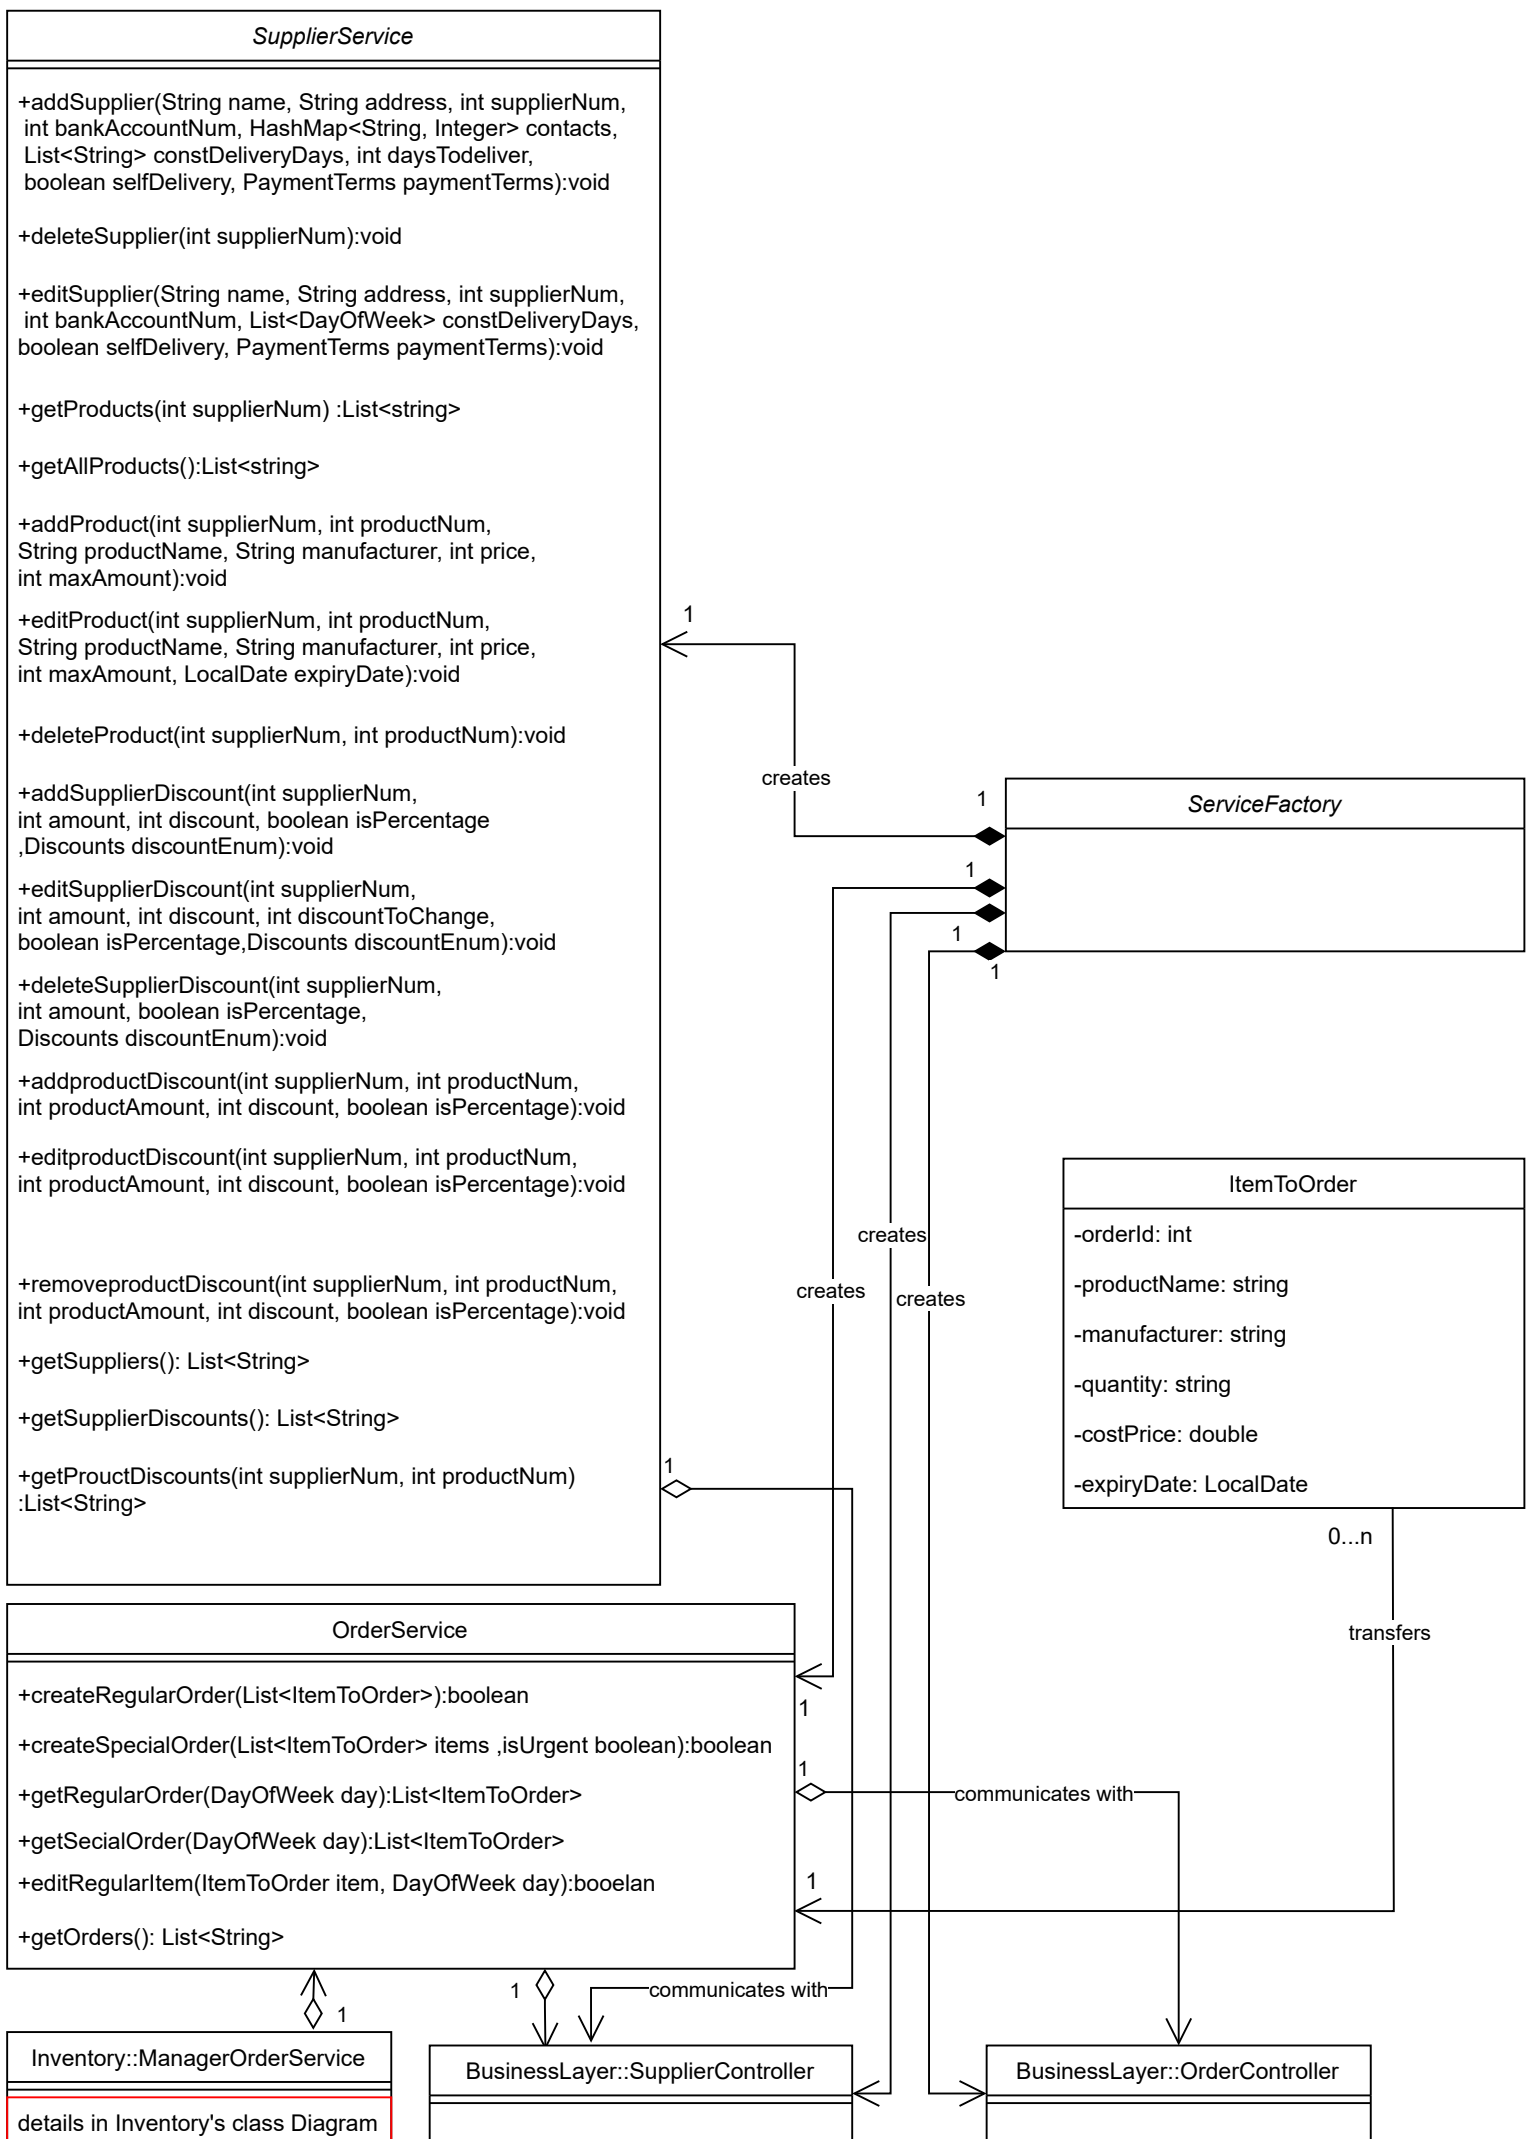 SupplierService
+addSupplier(String name, String address, int supplierNum,
int bankAccountNum, HashMap<String, Integer> contacts,
List<String> constDeliveryDays, int daysTodeliver,
boolean selfDelivery, PaymentTerms paymentTerms):void
+deleteSupplier(int supplierNum):void
+editSupplier(String name, String address, int supplierNum,
int bankAccountNum, List<DayOfWeek> constDeliveryDays,
boolean selfDelivery, PaymentTerms paymentTerms):void
+getProducts(int supplierNum) :List<string>
+getAllProducts():List<string>
+addProduct(int supplierNum, int productNum,
String productName, String manufacturer, int price,
int maxAmount):void
+editProduct(int supplierNum, int productNum,
String productName, String manufacturer, int price,
int maxAmount, LocalDate expiryDate):void
+deleteProduct(int supplierNum, int productNum):void
+addSupplierDiscount(int supplierNum,
int amount, int discount, boolean isPercentage
,Discounts discountEnum):void
+editSupplierDiscount(int supplierNum,
int amount, int discount, int discountToChange,
boolean isPercentage,Discounts discountEnum):void
+deleteSupplierDiscount(int supplierNum,
int amount, boolean isPercentage,
Discounts discountEnum):void
+addproductDiscount(int supplierNum, int productNum,
int productAmount, int discount, boolean isPercentage):void
+editproductDiscount(int supplierNum, int productNum,
int productAmount, int discount, boolean isPercentage):void
+removeproductDiscount(int supplierNum, int productNum,
int productAmount, int discount, boolean isPercentage):void
+getSuppliers(): List<String>
+getSupplierDiscounts(): List<String>
+getProuctDiscounts(int supplierNum, int productNum)
:List<String>
1
creates
1
ServiceFactory
1
1
1
creates
creates
creates
ItemToOrder
-orderId: int
-productName: string
-manufacturer: string
-quantity: string
-costPrice: double
-expiryDate: LocalDate
1
0...n
transfers
OrderService
+createRegularOrder(List<ItemToOrder>):boolean
+createSpecialOrder(List<ItemToOrder> items ,isUrgent boolean):boolean
+getRegularOrder(DayOfWeek day):List<ItemToOrder>
+getSecialOrder(DayOfWeek day):List<ItemToOrder>
+editRegularItem(ItemToOrder item, DayOfWeek day):booelan
+getOrders(): List<String>
1
1
communicates with
1
1
communicates with
1
Inventory::ManagerOrderService
details in Inventory's class Diagram
BusinessLayer::SupplierController
BusinessLayer::OrderController